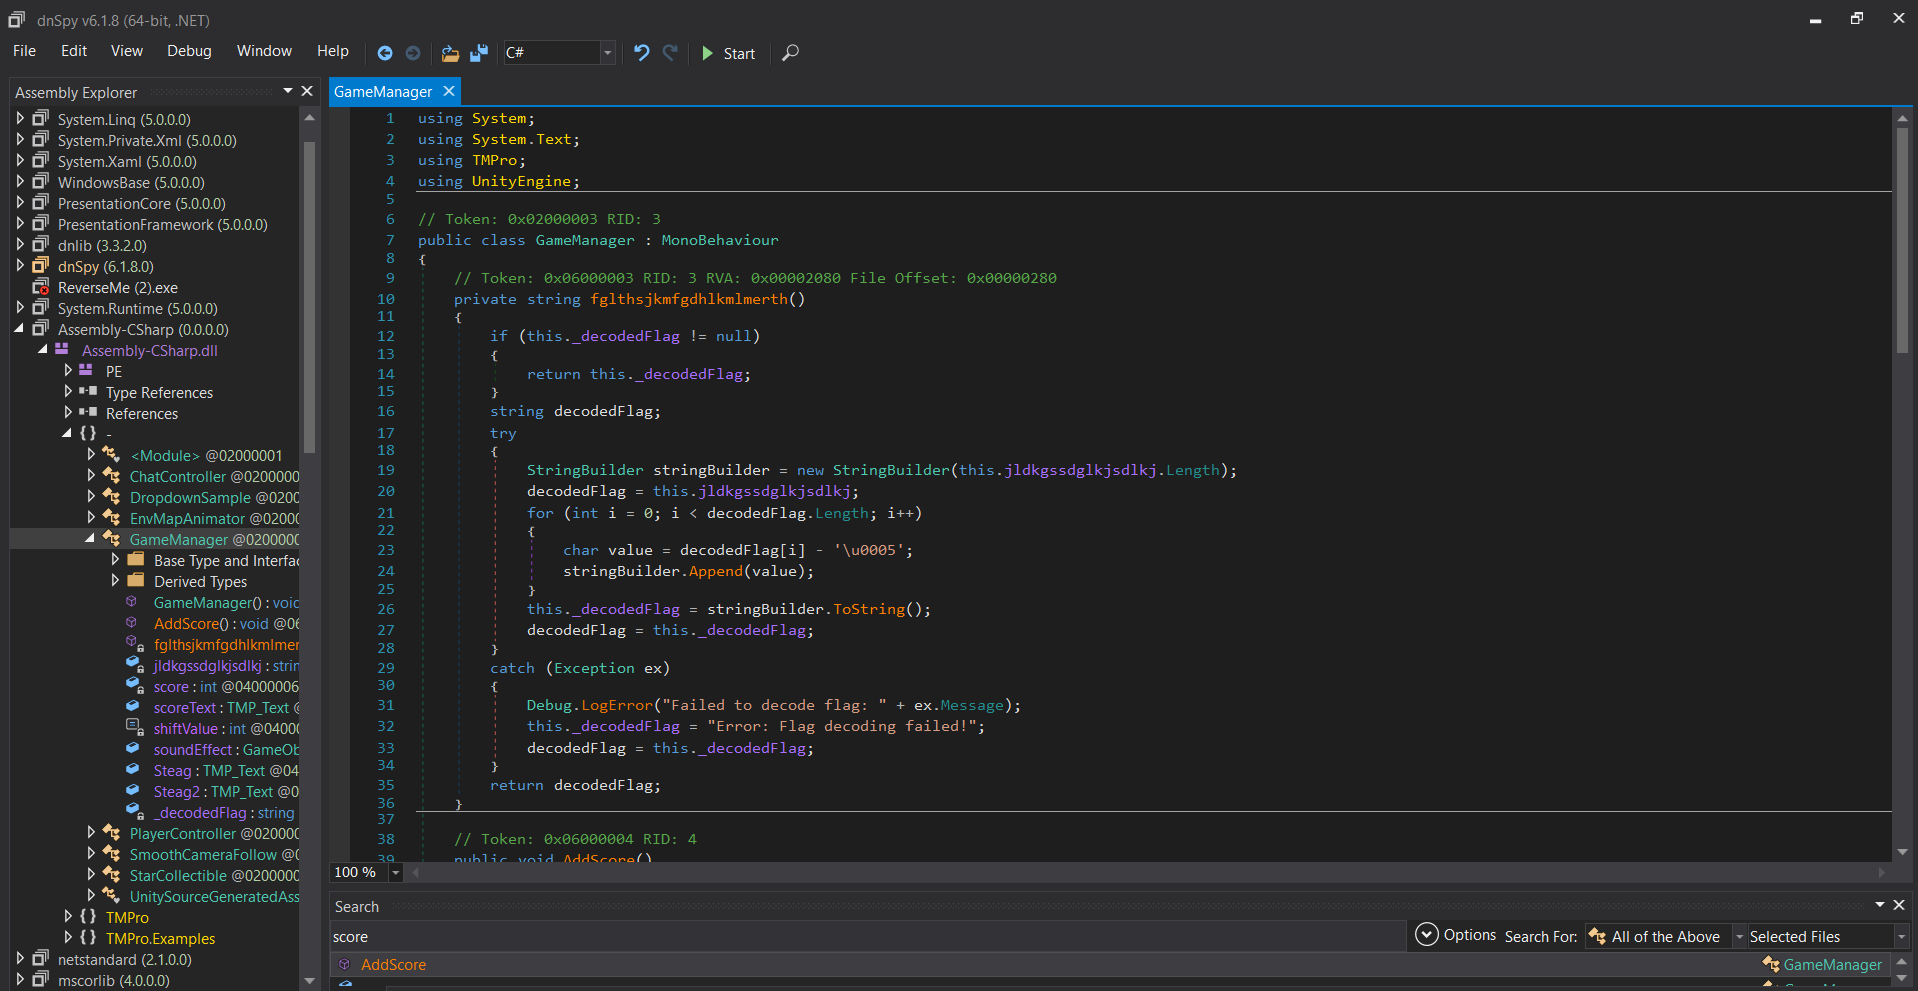 dnSpy v6.1.8 (64-bit, .NET)
File Edit View Debug Window Help C# Start
Assembly Explorer
System.Linq (5.0.0.0)
System.Private.Xml (5.0.0.0)
System.Xaml (5.0.0.0)
WindowsBase (5.0.0.0)
PresentationCore (5.0.0.0)
PresentationFramework (5.0.0.0)
dnlib (3.3.2.0)
dnSpy (6.1.8.0)
ReverseMe (2).exe
System.Runtime (5.0.0.0)
Assembly-CSharp (0.0.0.0)
Assembly-CSharp.dll
PE
Type References
References
{ } -
<Module> @02000001
ChatController @0200000
DropdownSample @0200
EnvMapAnimator @02000
GameManager @0200000
Base Type and Interfac
Derived Types
GameManager() : void
AddScore() : void @06
fglthsjkmfgdhlkmlmer
jldkgssdglkjsdlkj : strin
score : int @04000006
scoreText : TMP_Text @
shiftValue : int @0400
soundEffect : GameOb
Steag : TMP_Text @04
Steag2 : TMP_Text @0
_decodedFlag : string
PlayerController @02000
SmoothCameraFollow @0
StarCollectible @0200000
UnitySourceGeneratedAss
{ } TMPro
{ } TMPro.Examples
netstandard (2.1.0.0)
mscorlib (4.0.0.0)
GameManager
1 using System;
2 using System.Text;
3 using TMPro;
4 using UnityEngine;
5
6 // Token: 0x02000003 RID: 3
7 public class GameManager : MonoBehaviour
8 {
9 // Token: 0x06000003 RID: 3 RVA: 0x00002080 File Offset: 0x00000280
10 private string fglthsjkmfgdhlkmlmerth()
11 {
12 if (this._decodedFlag != null)
13 {
14 return this._decodedFlag;
15 }
16 string decodedFlag;
17 try
18 {
19 StringBuilder stringBuilder = new StringBuilder(this.jldkgssdglkjsdlkj.Length);
20 decodedFlag = this.jldkgssdglkjsdlkj;
21 for (int i = 0; i < decodedFlag.Length; i++)
22 {
23 char value = decodedFlag[i] - '\u0005';
24 stringBuilder.Append(value);
25 }
26 this._decodedFlag = stringBuilder.ToString();
27 decodedFlag = this._decodedFlag;
28 }
29 catch (Exception ex)
30 {
31 Debug.LogError("Failed to decode flag: " + ex.Message);
32 this._decodedFlag = "Error: Flag decoding failed!";
33 decodedFlag = this._decodedFlag;
34 }
35 return decodedFlag;
36 }
37
38 // Token: 0x06000004 RID: 4
39 public void AddScore()
100 %
Search
score
Options Search For: All of the Above Selected Files
AddScore GameManager